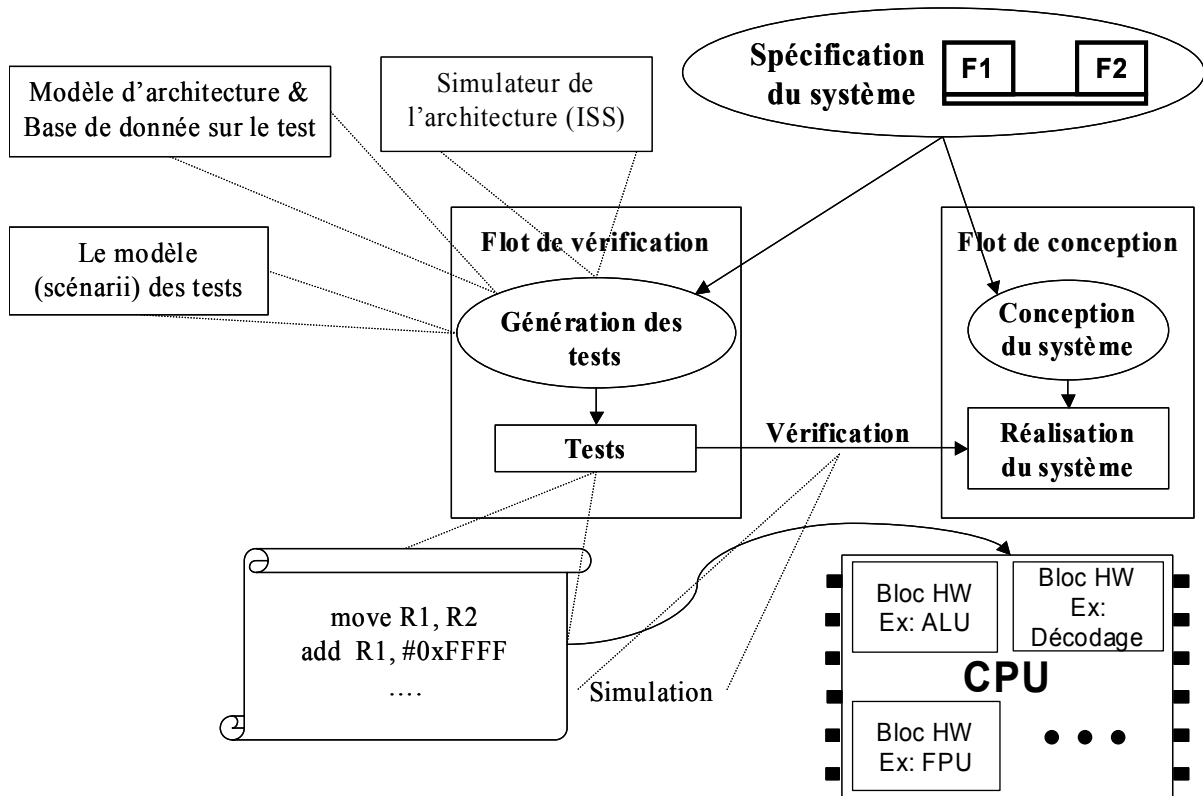 Spécification
du système
F1
F2
Modèle d'architecture &
Base de donnée sur le test
Simulateur de
l'architecture (ISS)
Le modèle
(scénarii) des tests
Flot de vérification
Génération des
tests
Tests
Vérification
Flot de conception
Conception
du système
Réalisation
du système
move R1, R2
add R1, #0xFFFF
....
Simulation
Bloc HW
Ex: ALU
Bloc HW
Ex:
Décodage
CPU
Bloc HW
Ex: FPU